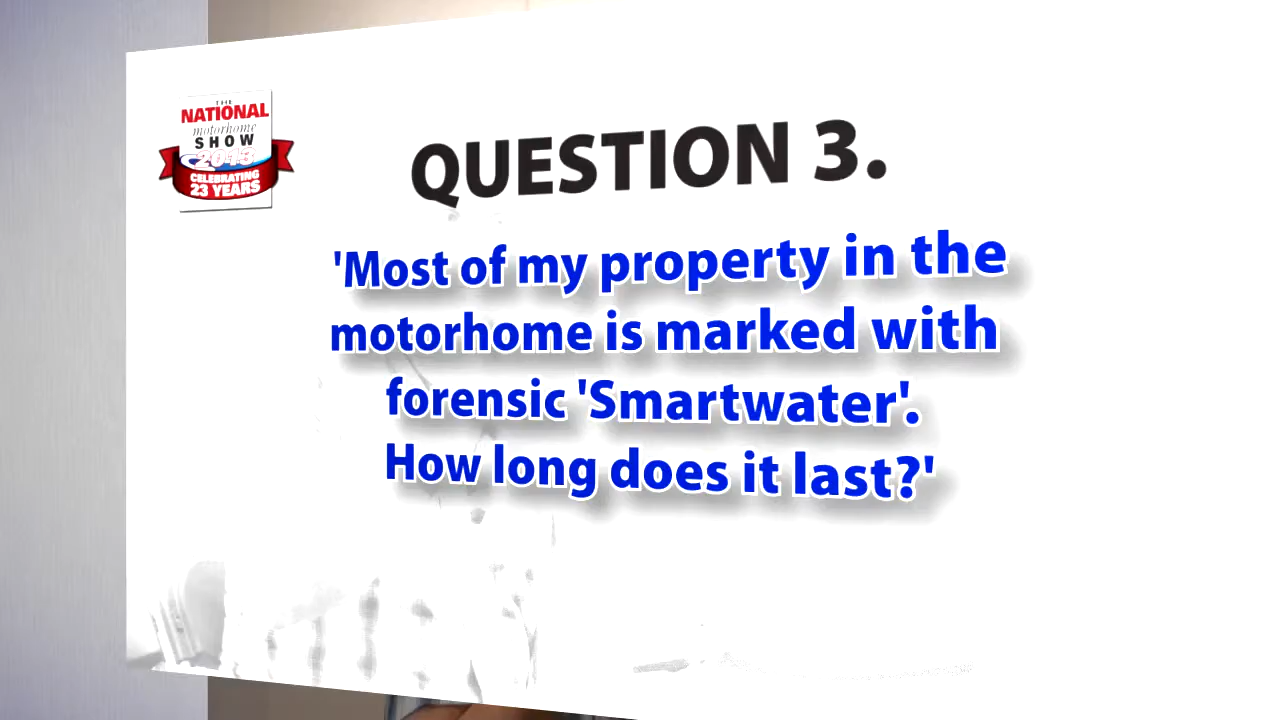 THE
NATIONAL
motorhome
SHOW
2013
CELEBRATING
23 YEARS
QUESTION 3.
'Most of my property in the
motorhome is marked with
forensic 'Smartwater'.
How long does it last?'